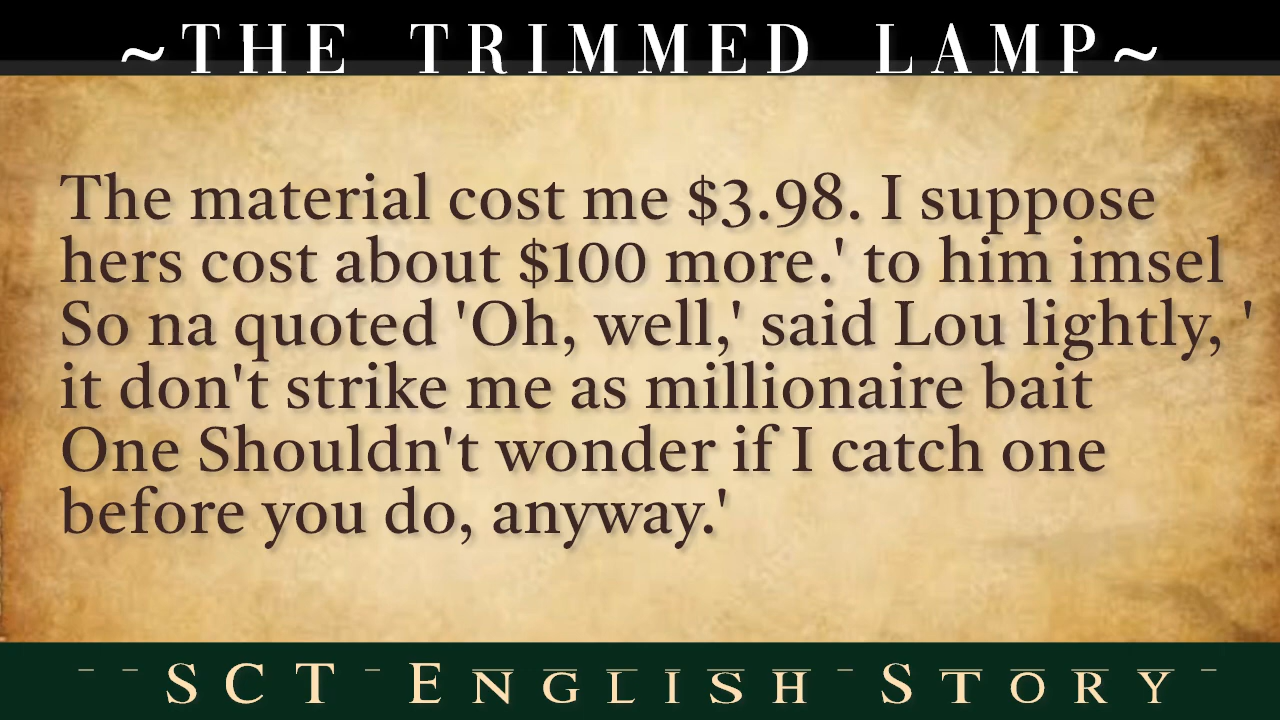 ~THE TRIMMED LAMP~
The material cost me $3.98. I suppose
hers cost about $100 more.' to him imsel
So na quoted 'Oh, well,' said Lou lightly, '
it don't strike me as millionaire bait
One Shouldn't wonder if I catch one
before you do, anyway.'
SCT English Story